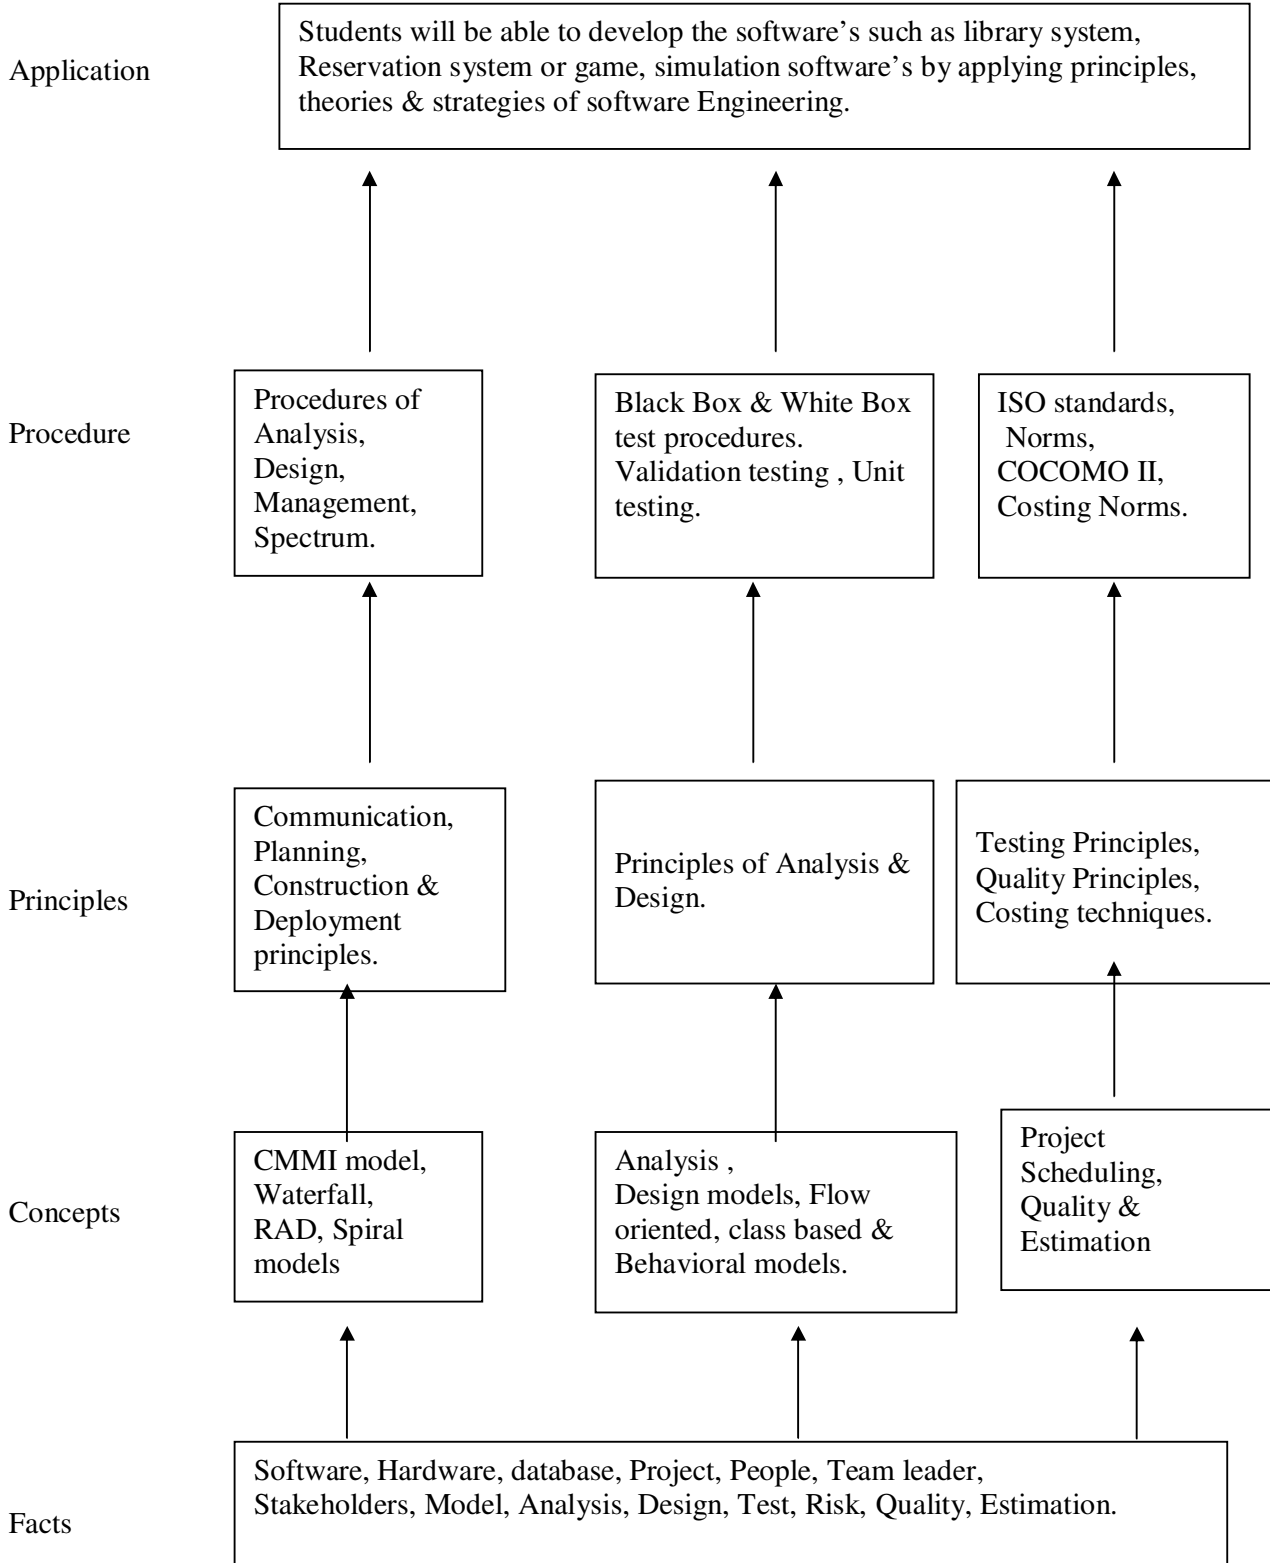 Application
Students will be able to develop the software’s such as library system,
Reservation system or game, simulation software’s by applying principles,
theories & strategies of software Engineering.
Procedure
Procedures of
Analysis,
Design,
Management,
Spectrum.
Black Box & White Box
test procedures.
Validation testing , Unit
testing.
ISO standards,
Norms,
COCOMO II,
Costing Norms.
Principles
Communication,
Planning,
Construction &
Deployment
principles.
Principles of Analysis &
Design.
Testing Principles,
Quality Principles,
Costing techniques.
Concepts
CMMI model,
Waterfall,
RAD, Spiral
models
Analysis ,
Design models, Flow
oriented, class based &
Behavioral models.
Project
Scheduling,
Quality &
Estimation
Facts
Software, Hardware, database, Project, People, Team leader,
Stakeholders, Model, Analysis, Design, Test, Risk, Quality, Estimation.